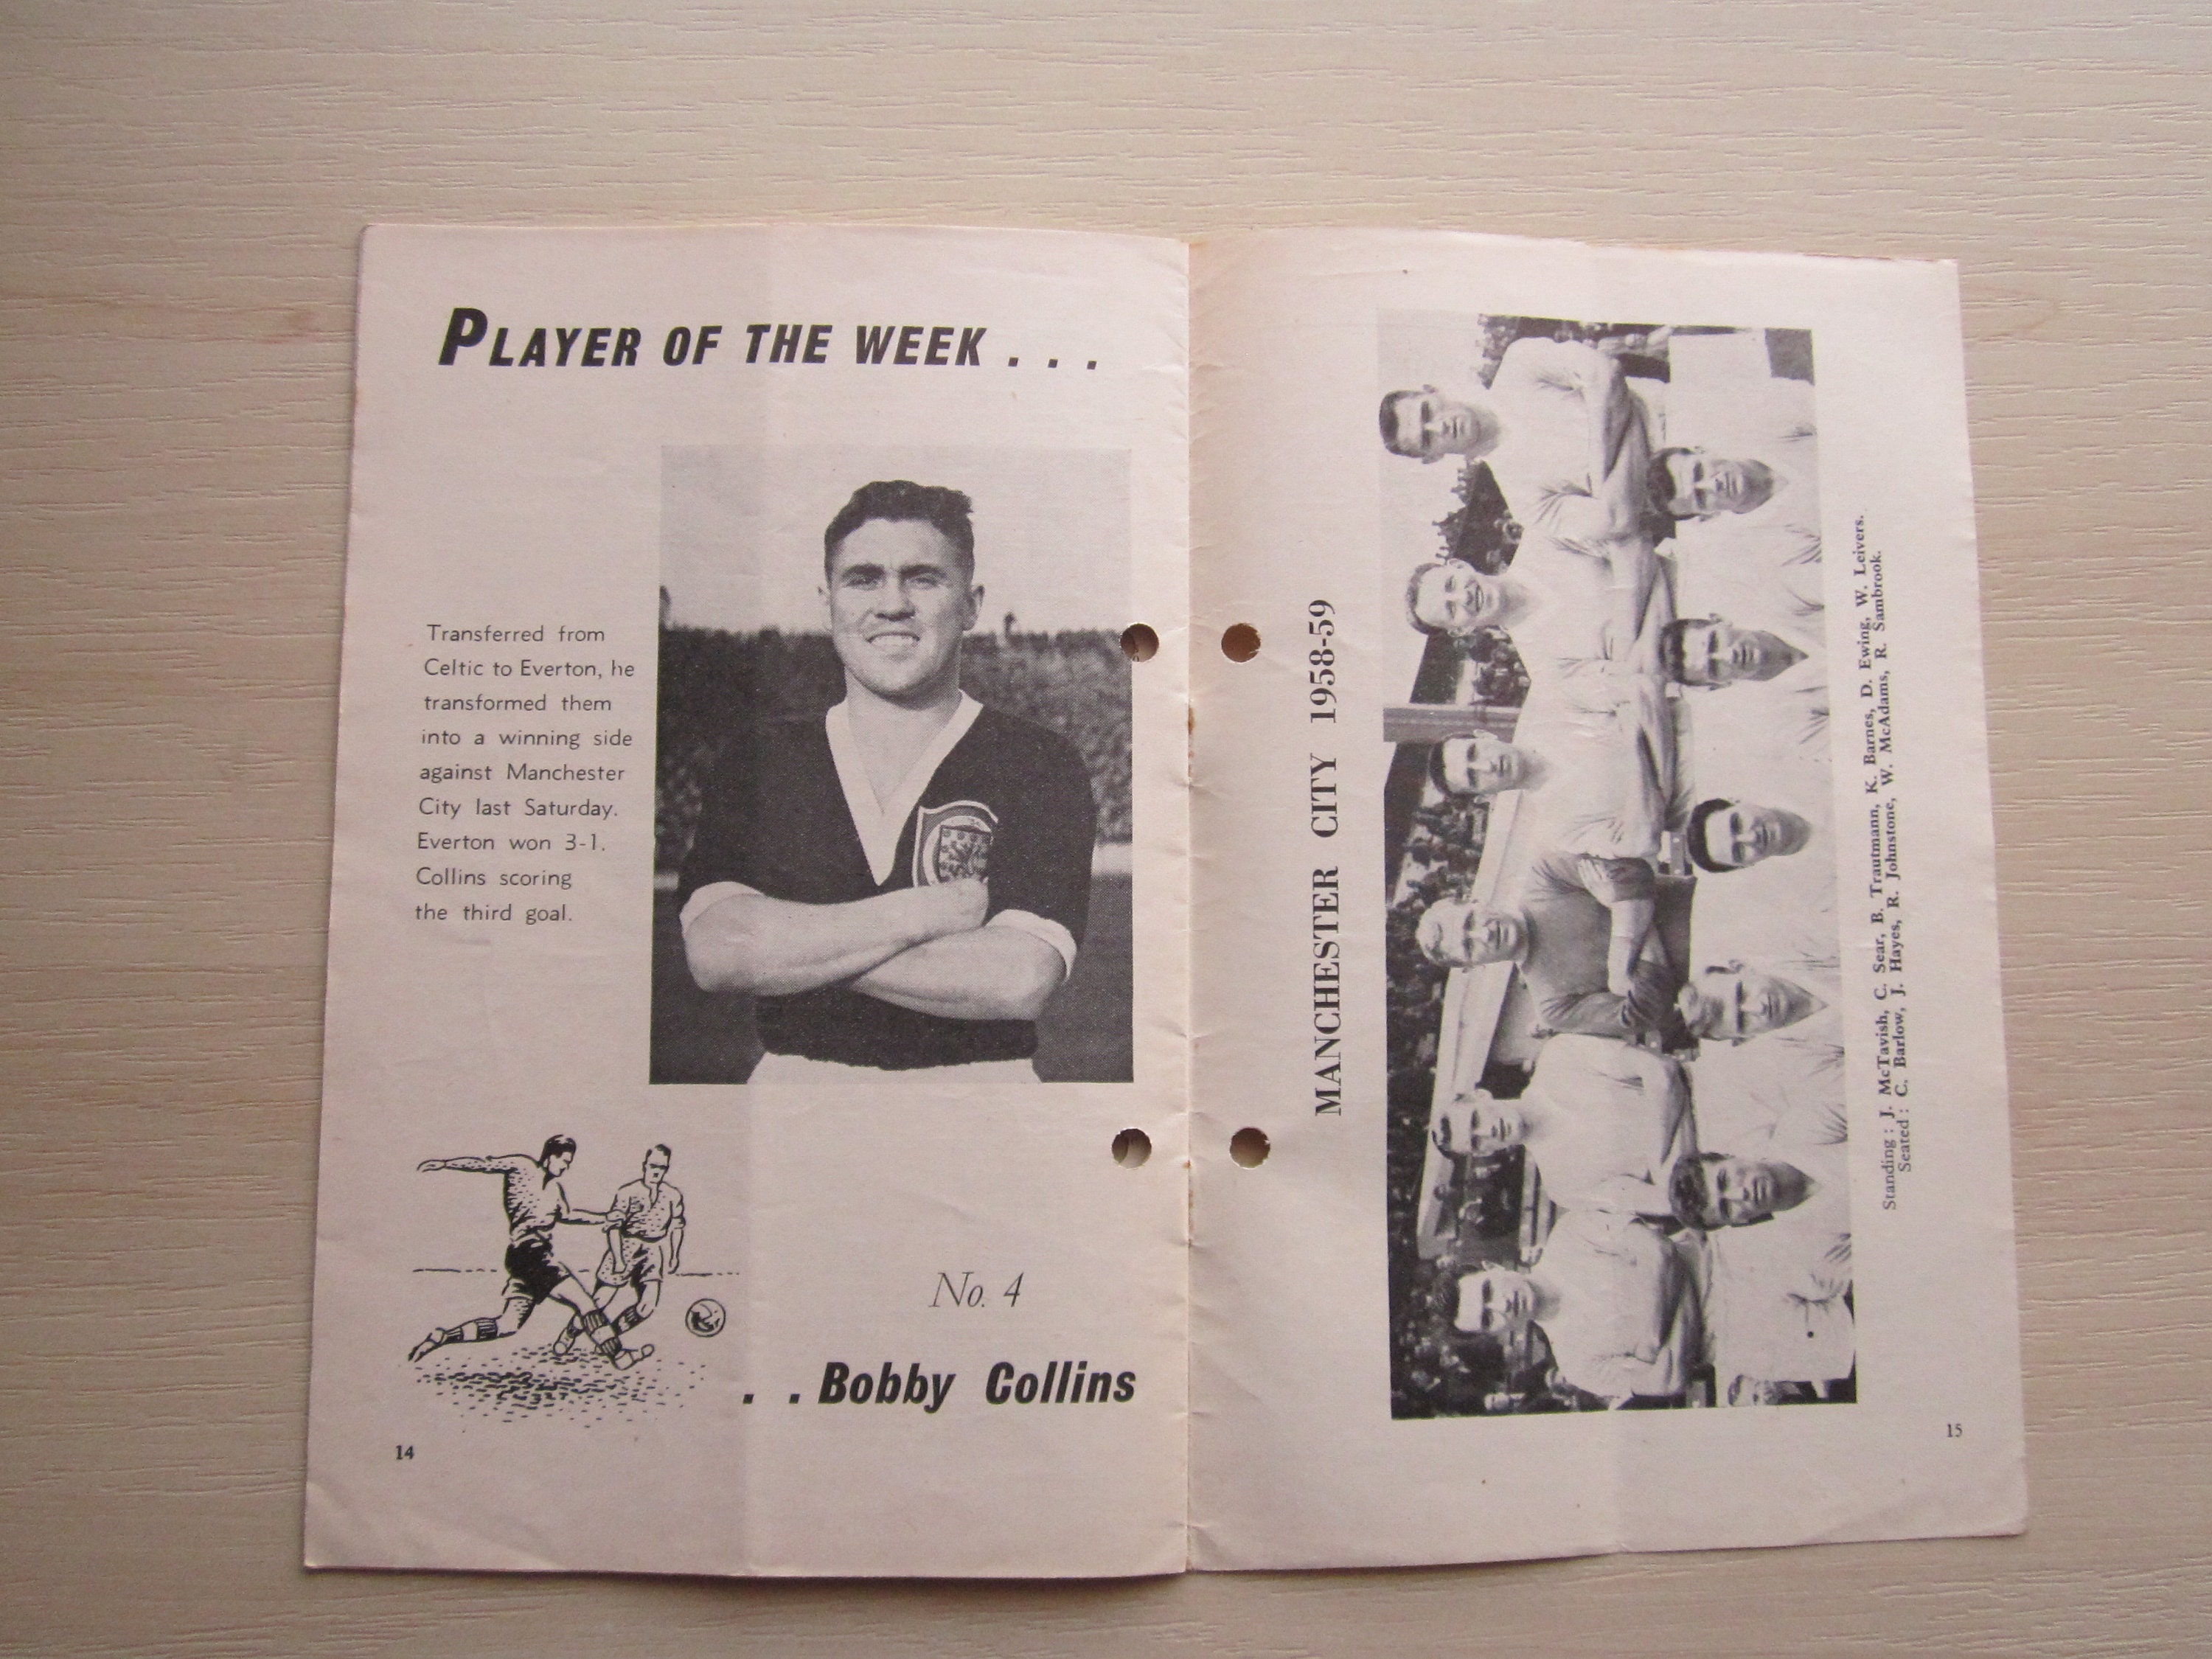 PLAYER OF THE WEEK . . .
Transferred from
Celtic to Everton, he
transformed them
into a winning side
against Manchester
City last Saturday.
Everton won 3-1.
Collins scoring
the third goal.
No. 4
. . Bobby Collins
14
MANCHESTER CITY 1958-59
Standing : J. McTavish, C. Sear, B. Trautmann, K. Barnes, D. Ewing, W. Leivers.
Seated : C. Barlow, J. Hayes, R. Johnstone, W. McAdams, R. Sambrook.
15